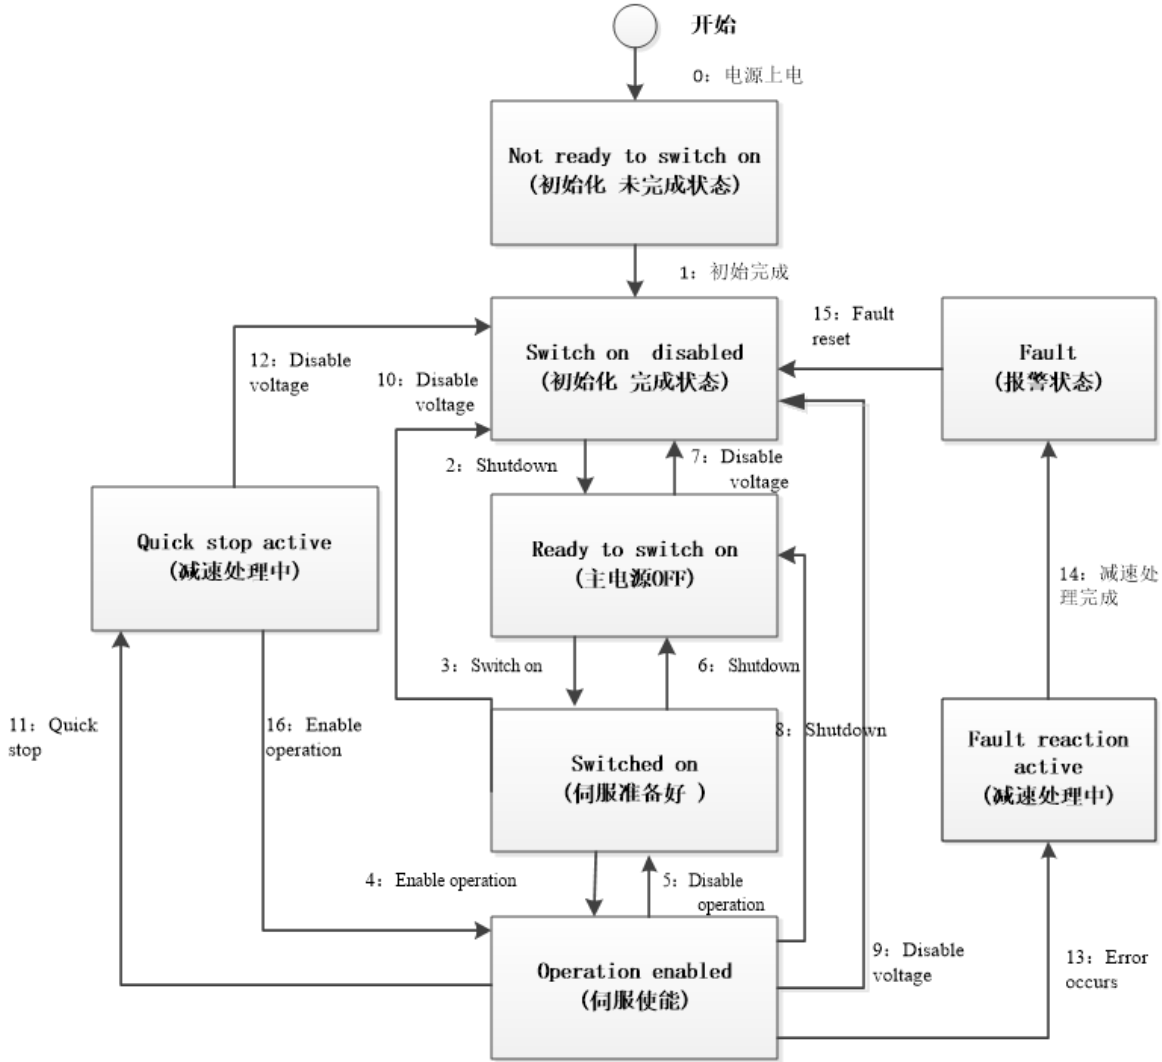 开始
0：电源上电
Not ready to switch on
(初始化 未完成状态)
1：初始完成
Switch on disabled
(初始化 完成状态)
15：Fault
reset
Fault
(报警状态)
12：Disable
voltage
10：Disable
voltage
2：Shutdown
7：Disable
voltage
Quick stop active
(减速处理中)
Ready to switch on
(主电源OFF)
14：减速处
理完成
3：Switch on
6：Shutdown
11：Quick
stop
16：Enable
operation
8：Shutdown
Switched on
(伺服准备好 )
Fault reaction
active
(减速处理中)
4：Enable operation
5：Disable
operation
Operation enabled
(伺服使能)
9：Disable
voltage
13：Error
occurs